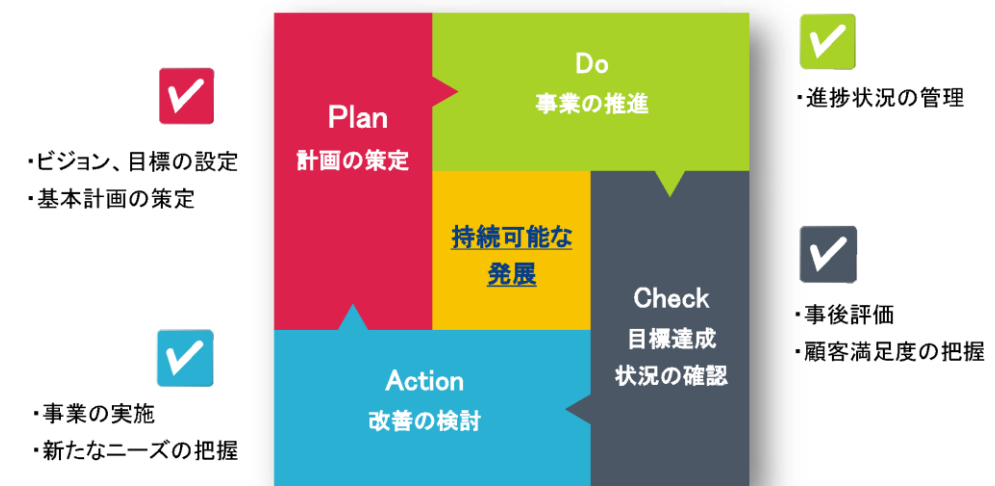 Plan
計画の策定
・ビジョン、目標の設定
・基本計画の策定
Do
事業の推進
・進捗状況の管理
持続可能な
発展
Check
目標達成
状況の確認
・事後評価
・顧客満足度の把握
Action
改善の検討
・事業の実施
・新たなニーズの把握